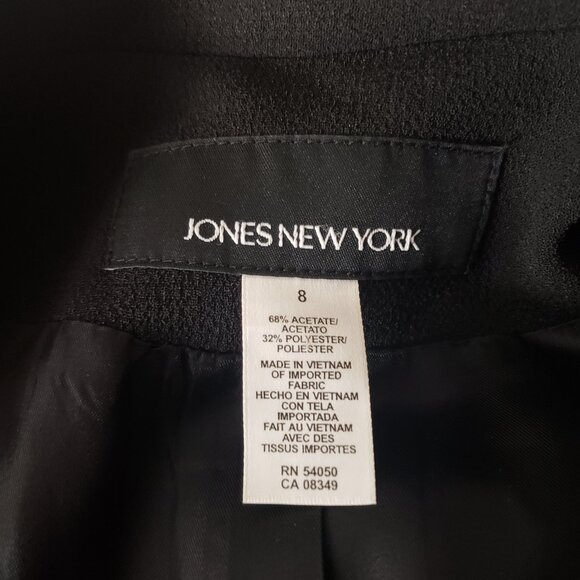 JONES NEW YORK
8
68% ACETATE/
ACETATO
32% POLYESTER/
POLIESTER
MADE IN VIETNAM
OF IMPORTED
FABRIC
HECHO EN VIETNAM
CON TELA
IMPORTADA
FAIT AU VIETNAM
AVEC DES
TISSUS IMPORTES
RN 54050
CA 08349